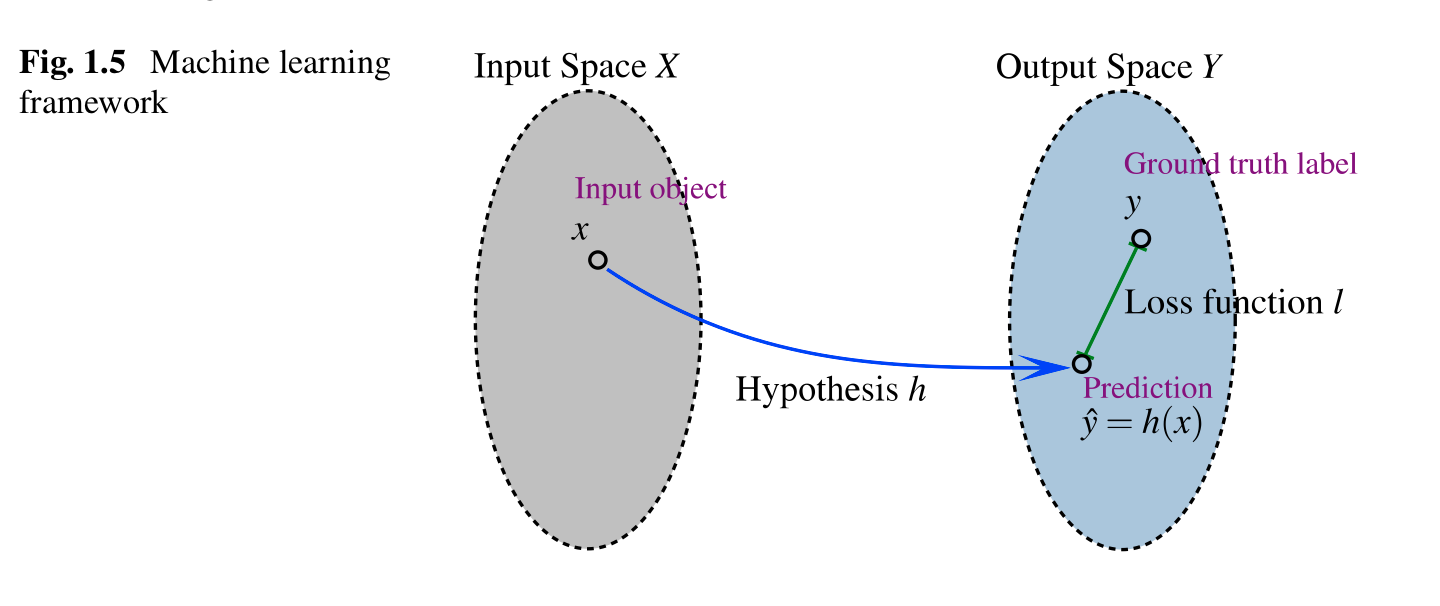 Fig. 1.5 Machine learning
framework
Input Space X
Output Space Y
Input object
x
Ground truth label
y
Loss function l
Hypothesis h
Prediction
ŷ = h(x)